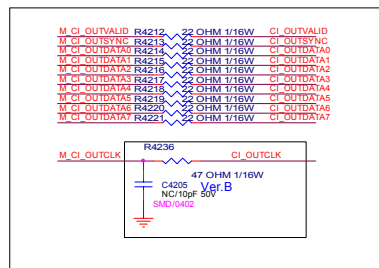 M_CI_OUTVALID R4212 22 OHM 1/16W CI_OUTVALID
M_CI_OUTSYNC R4213 22 OHM 1/16W CI_OUTSYNC
M_CI_OUTDATA0 R4214 22 OHM 1/16W CI_OUTDATA0
M_CI_OUTDATA1 R4215 22 OHM 1/16W CI_OUTDATA1
M_CI_OUTDATA2 R4216 22 OHM 1/16W CI_OUTDATA2
M_CI_OUTDATA3 R4217 22 OHM 1/16W CI_OUTDATA3
M_CI_OUTDATA4 R4218 22 OHM 1/16W CI_OUTDATA4
M_CI_OUTDATA5 R4219 22 OHM 1/16W CI_OUTDATA5
M_CI_OUTDATA6 R4220 22 OHM 1/16W CI_OUTDATA6
M_CI_OUTDATA7 R4221 22 OHM 1/16W CI_OUTDATA7
R4236
M_CI_OUTCLK CI_OUTCLK
47 OHM 1/16W
C4205 Ver.B
NC/10pF 50V
SMD/0402